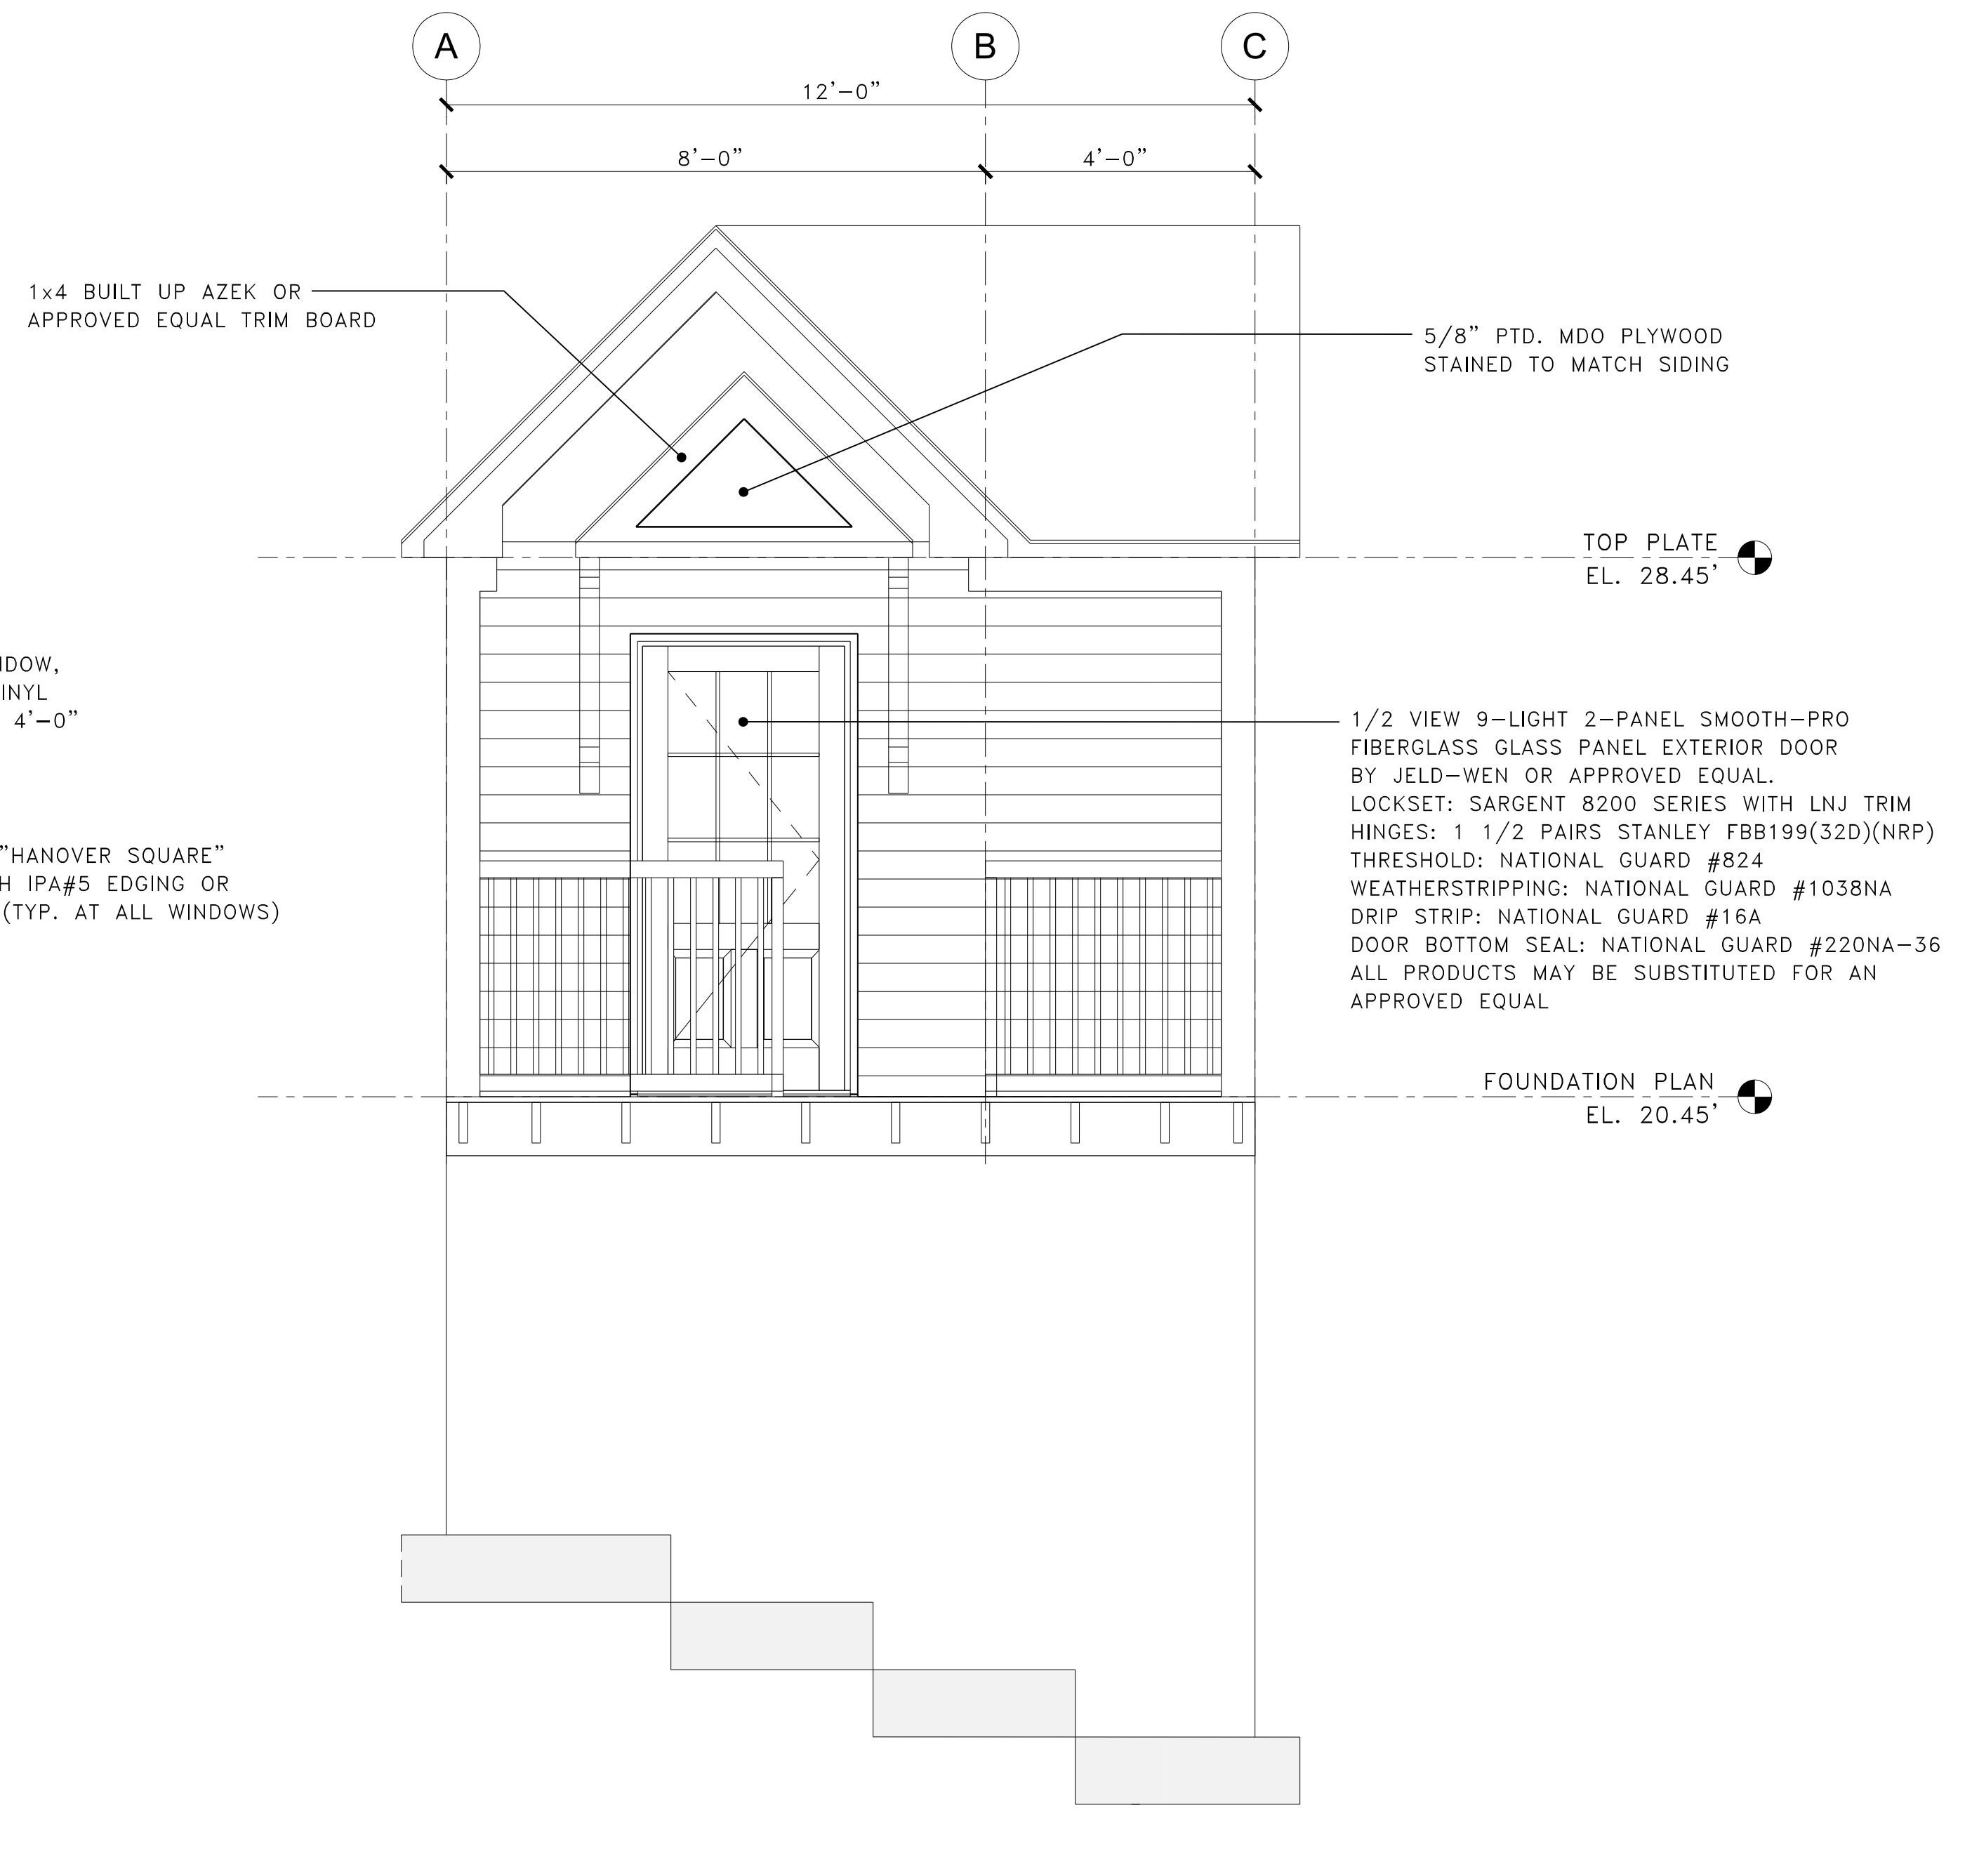 A
B
C
12'-0"
8'-0"
4'-0"
1x4 BUILT UP AZEK OR
APPROVED EQUAL TRIM BOARD
5/8" PTD. MDO PLYWOOD
STAINED TO MATCH SIDING
TOP PLATE
EL. 28.45'
4'-0"
"HANOVER SQUARE"
IPA#5 EDGING OR
(TYP. AT ALL WINDOWS)
1/2 VIEW 9-LIGHT 2-PANEL SMOOTH-PRO
FIBERGLASS GLASS PANEL EXTERIOR DOOR
BY JELD-WEN OR APPROVED EQUAL.
LOCKSET: SARGENT 8200 SERIES WITH LNJ TRIM
HINGES: 1 1/2 PAIRS STANLEY FBB199(32D)(NRP)
THRESHOLD: NATIONAL GUARD #824
WEATHERSTRIPPING: NATIONAL GUARD #1038NA
DRIP STRIP: NATIONAL GUARD #16A
DOOR BOTTOM SEAL: NATIONAL GUARD #220NA-36
ALL PRODUCTS MAY BE SUBSTITUTED FOR AN
APPROVED EQUAL
FOUNDATION PLAN
EL. 20.45'